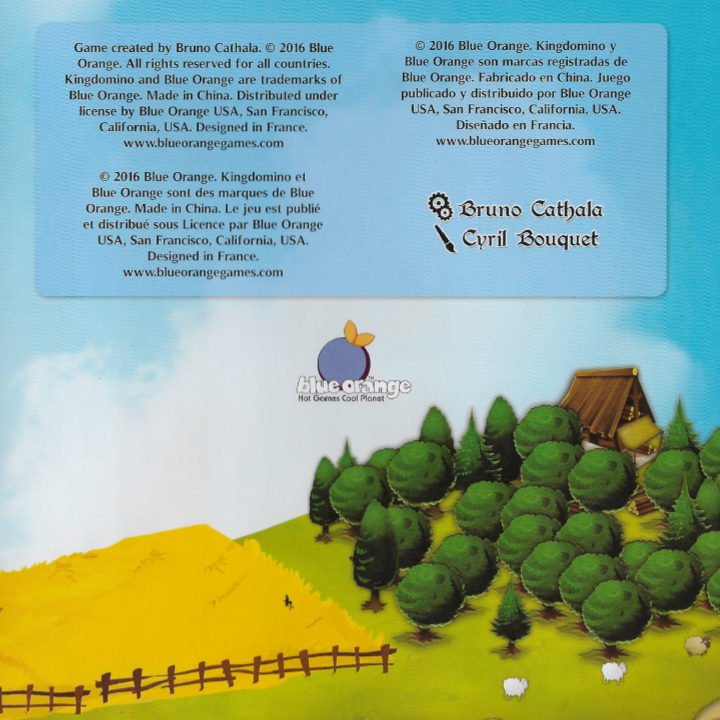 Game created by Bruno Cathala. © 2016 Blue
Orange. All rights reserved for all countries.
Kingdomino and Blue Orange are trademarks of
Blue Orange. Made in China. Distributed under
license by Blue Orange USA, San Francisco,
California, USA. Designed in France.
www.blueorangegames.com
© 2016 Blue Orange. Kingdomino et
Blue Orange sont des marques de Blue
Orange. Made in China. Le jeu est publié
et distribué sous Licence par Blue Orange
USA, San Francisco, California, USA.
Designed in France.
www.blueorangegames.com
© 2016 Blue Orange. Kingdomino y
Blue Orange son marcas registradas de
Blue Orange. Fabricado en China. Juego
publicado y distribuido por Blue Orange
USA, San Francisco, California, USA.
Diseñado en Francia.
www.blueorangegames.com
Bruno Cathala
Cyril Bouquet
blue orange™
Hot Games Cool Planet